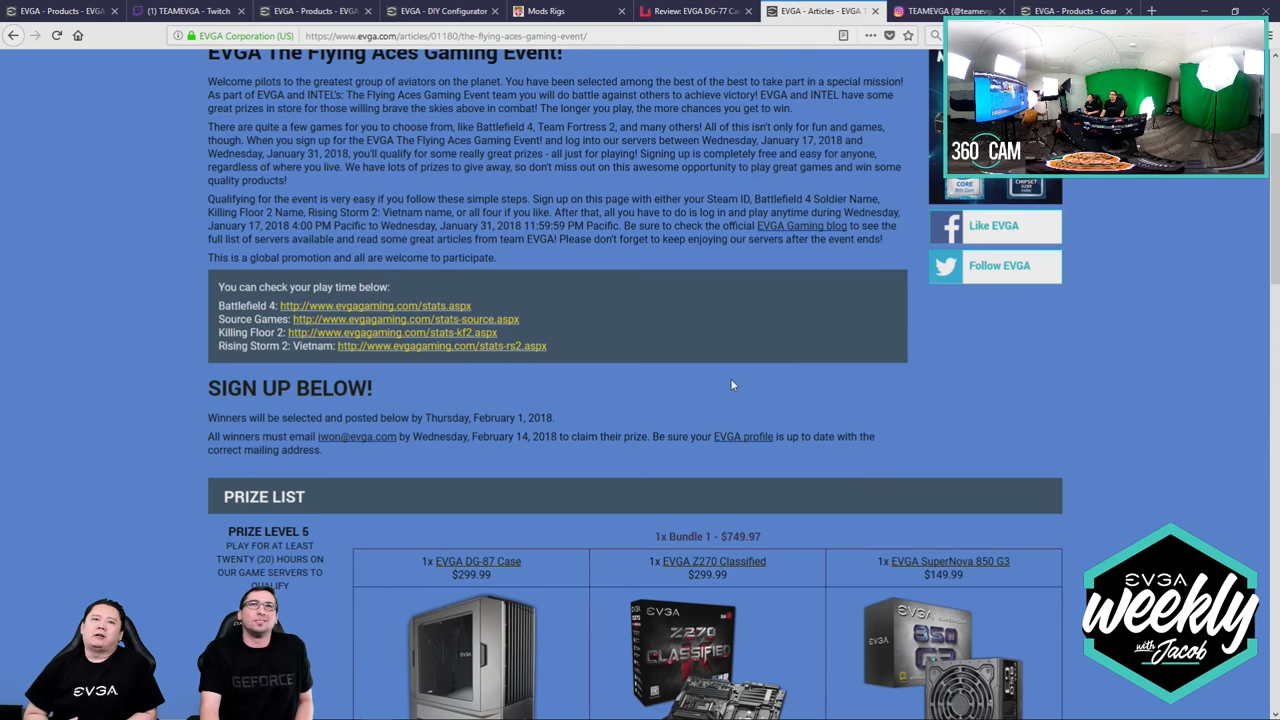 EVGA - Products - EV
TEAMEVGA - Twitch
EVGA - Products - EVGA
EVGA - DIY Configurator
Mods Rigs
Review: EVGA DG-77 Cas
EVGA - Articles - EVGA T
TEAMEVGA (@teamevg
EVGA - Products - Gear
EVGA Corporation (US)
https://www.evga.com/articles/01180/the-flying-aces-gaming-event/
EVGA The Flying Aces Gaming Event!
Welcome pilots to the greatest group of aviators on the planet. You have been selected among the best of the best to take part in a special mission!
As part of EVGA and INTEL's: The Flying Aces Gaming Event team you will do battle against others to achieve victory! EVGA and INTEL have some
great prizes in store for those willing brave the skies above in combat! The longer you play, the more chances you get to win.
There are quite a few games for you to choose from, like Battlefield 4, Team Fortress 2, and many others! All of this isn't only for fun and games,
though. When you sign up for the EVGA The Flying Aces Gaming Event! and log into our servers between Wednesday, January 17, 2018 and
Wednesday, January 31, 2018, you'll qualify for some really great prizes - all just for playing! Signing up is completely free and easy for anyone,
regardless of where you live. We have lots of prizes to give away, so don't miss out on this awesome opportunity to play great games and win some
quality products!
Qualifying for the event is very easy if you follow these simple steps. Sign up on this page with either your Steam ID, Battlefield 4 Soldier Name,
Killing Floor 2 Name, Rising Storm 2: Vietnam name, or all four if you like. After that, all you have to do is log in and play anytime during Wednesday,
January 17, 2018 4:00 PM Pacific to Wednesday, January 31, 2018 11:59:59 PM Pacific. Be sure to check the official EVGA Gaming blog to see the
full list of servers available and read some great articles from team EVGA! Please don't forget to keep enjoying our servers after the event ends!
This is a global promotion and all are welcome to participate.
You can check your play time below:
Battlefield 4: http://www.evgagaming.com/stats.aspx
Source Games: http://www.evgagaming.com/stats-source.aspx
Killing Floor 2: http://www.evgagaming.com/stats-kf2.aspx
Rising Storm 2: Vietnam: http://www.evgagaming.com/stats-rs2.aspx
SIGN UP BELOW!
Winners will be selected and posted below by Thursday, February 1, 2018.
All winners must email iwon@evga.com by Wednesday, February 14, 2018 to claim their prize. Be sure your EVGA profile is up to date with the
correct mailing address.
PRIZE LIST
PRIZE LEVEL 5
PLAY FOR AT LEAST
TWENTY (20) HOURS ON
OUR GAME SERVERS TO
QUALIFY
1x Bundle 1 - $749.97
1x EVGA DG-87 Case
$299.99
1x EVGA Z270 Classified
$299.99
1x EVGA SuperNova 850 G3
$149.99
EVGA
Z270
CLASSIFIED
EVGA
850
G3
360 CAM
CORE
8th Gen
CHIPSET
X299
Like EVGA
Follow EVGA
EVGA
GEFORCE
EVGA
weekly
with
Jacob